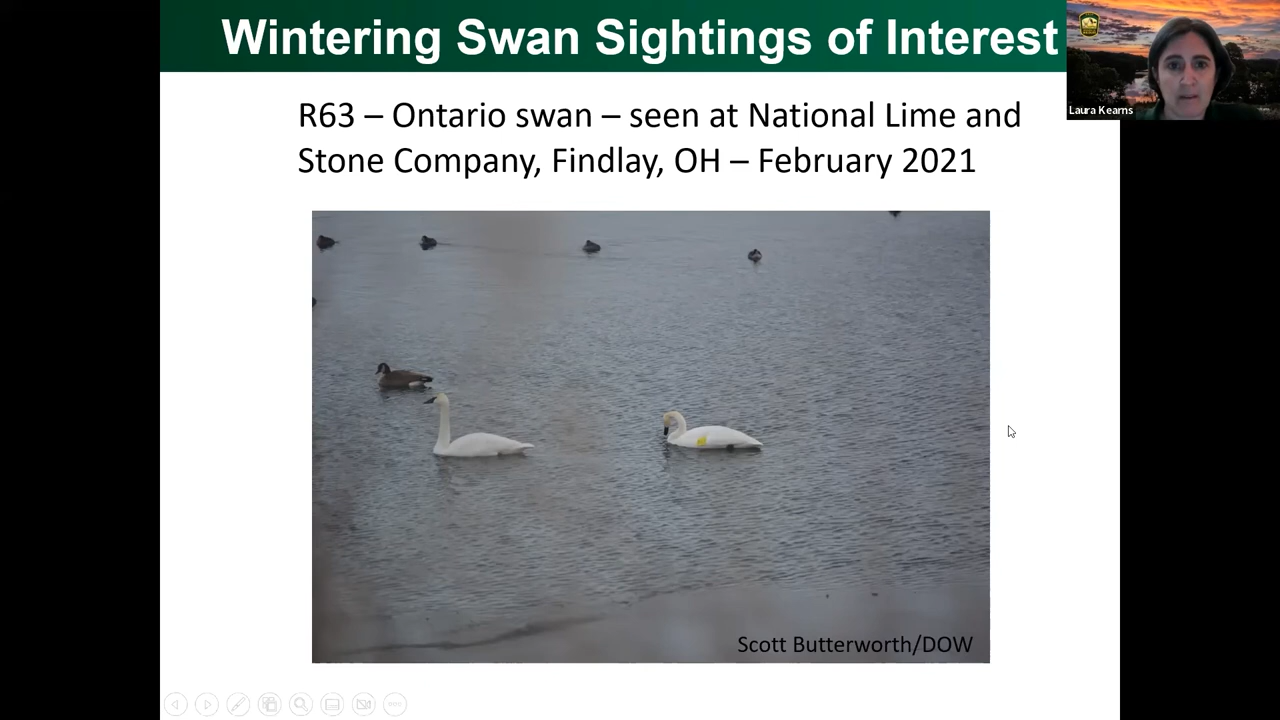 Wintering Swan Sightings of Interest
Laura Kearns
R63 – Ontario swan – seen at National Lime and
Stone Company, Findlay, OH – February 2021
Scott Butterworth/DOW